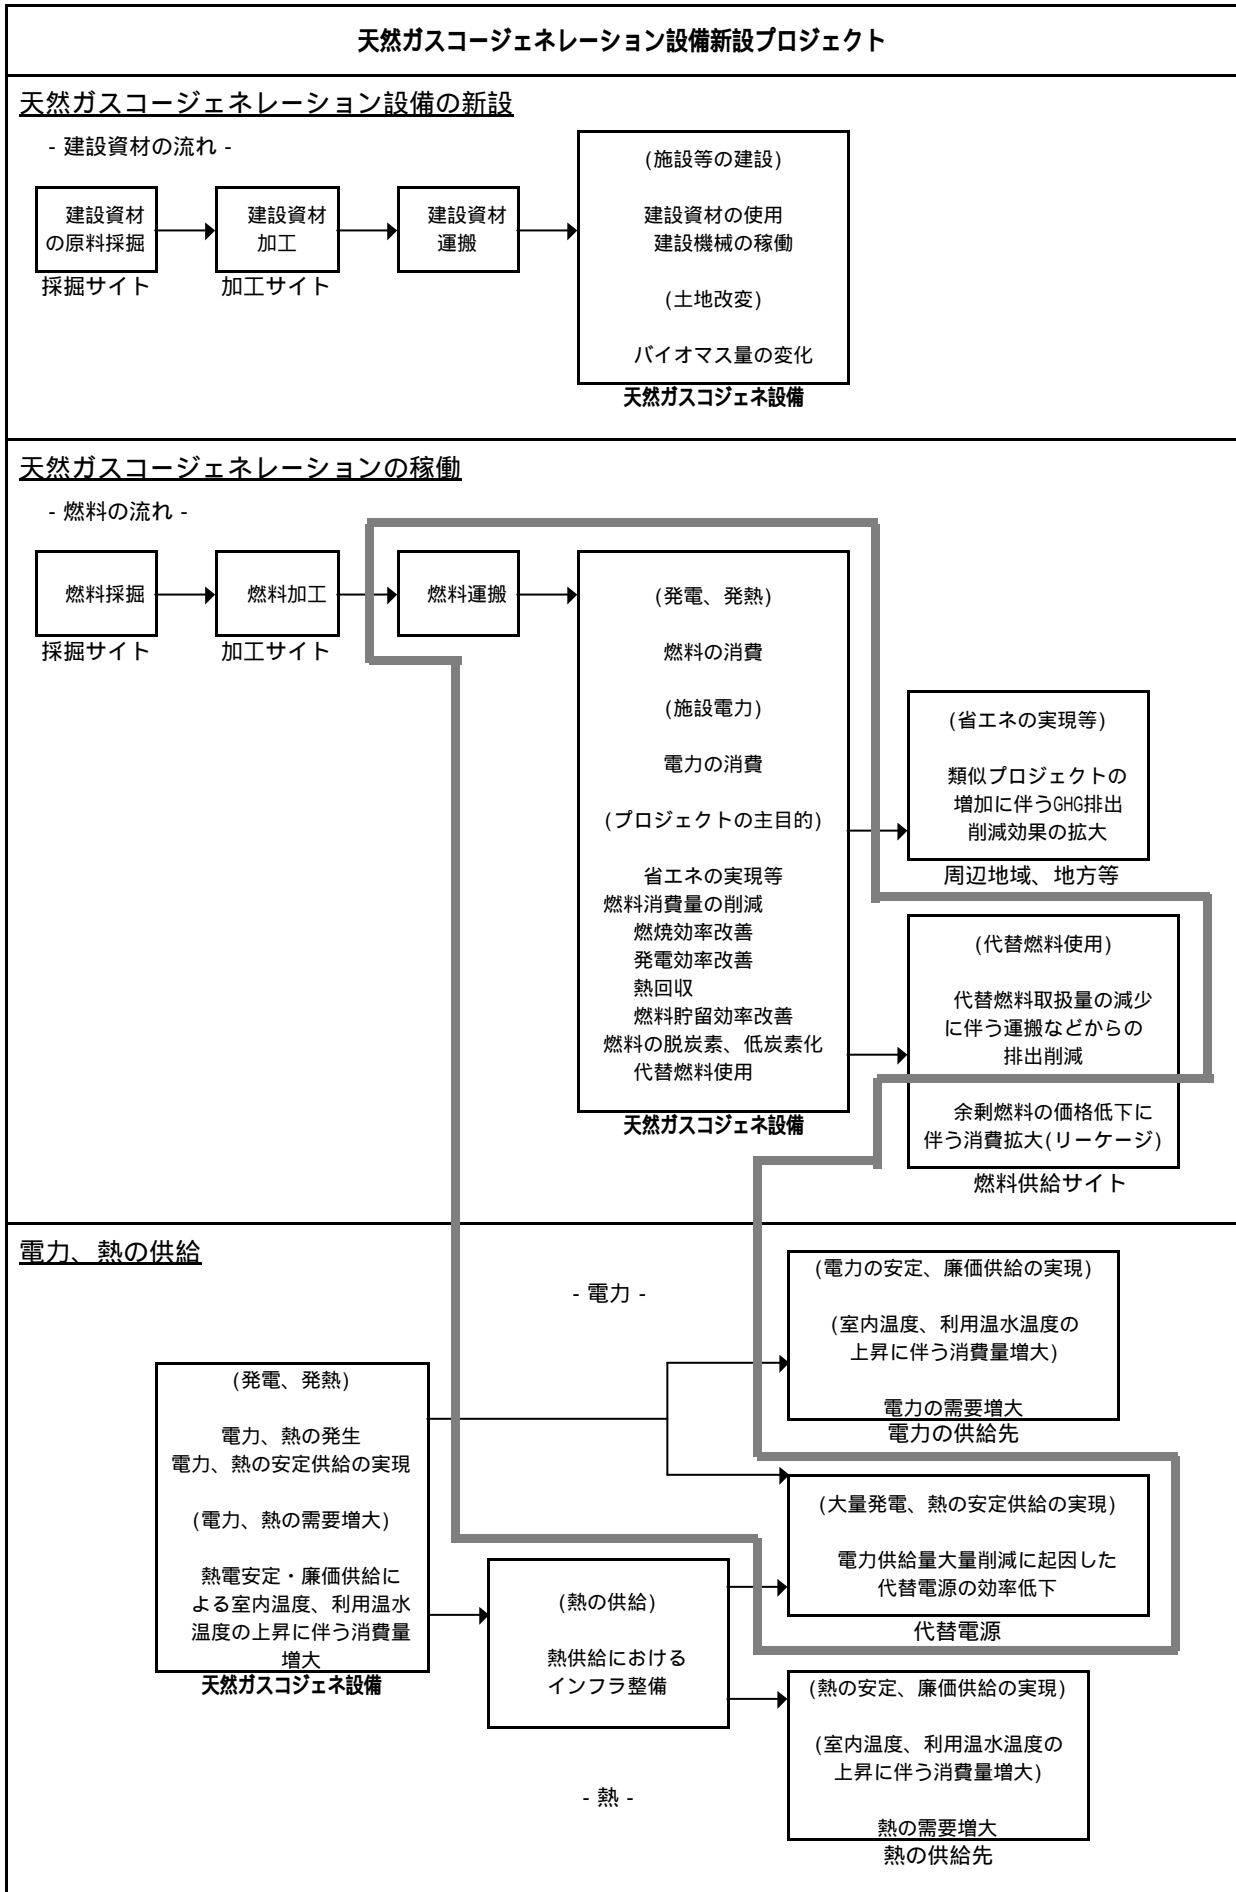 天然ガスコージェネレーション設備新設プロジェクト
天然ガスコージェネレーション設備の新設
- 建設資材の流れ -
建設資材
の原料採掘
採掘サイト
建設資材
加工
加工サイト
建設資材
運搬
(施設等の建設)
建設資材の使用
建設機械の稼働
(土地改変)
バイオマス量の変化
天然ガスコジェネ設備
天然ガスコージェネレーションの稼働
- 燃料の流れ -
燃料採掘
採掘サイト
燃料加工
加工サイト
燃料運搬
(発電、発熱)
燃料の消費
(施設電力)
電力の消費
(プロジェクトの主目的)
省エネの実現等
燃料消費量の削減
燃焼効率改善
発電効率改善
熱回収
燃料貯留効率改善
燃料の脱炭素、低炭素化
代替燃料使用
天然ガスコジェネ設備
(省エネの実現等)
類似プロジェクトの
増加に伴うGHG排出
削減効果の拡大
周辺地域、地方等
(代替燃料使用)
代替燃料取扱量の減少
に伴う運搬などからの
排出削減
余剰燃料の価格低下に
伴う消費拡大(リーケージ)
燃料供給サイト
電力、熱の供給
- 電力 -
(発電、発熱)
電力、熱の発生
電力、熱の安定供給の実現
(電力、熱の需要増大)
熱電安定・廉価供給に
よる室内温度、利用温水
温度の上昇に伴う消費量
増大
天然ガスコジェネ設備
(熱の供給)
熱供給における
インフラ整備
(電力の安定、廉価供給の実現)
(室内温度、利用温水温度の
上昇に伴う消費量増大)
電力の需要増大
電力の供給先
(大量発電、熱の安定供給の実現)
電力供給量大量削減に起因した
代替電源の効率低下
代替電源
(熱の安定、廉価供給の実現)
(室内温度、利用温水温度の
上昇に伴う消費量増大)
熱の需要増大
熱の供給先
- 熱 -